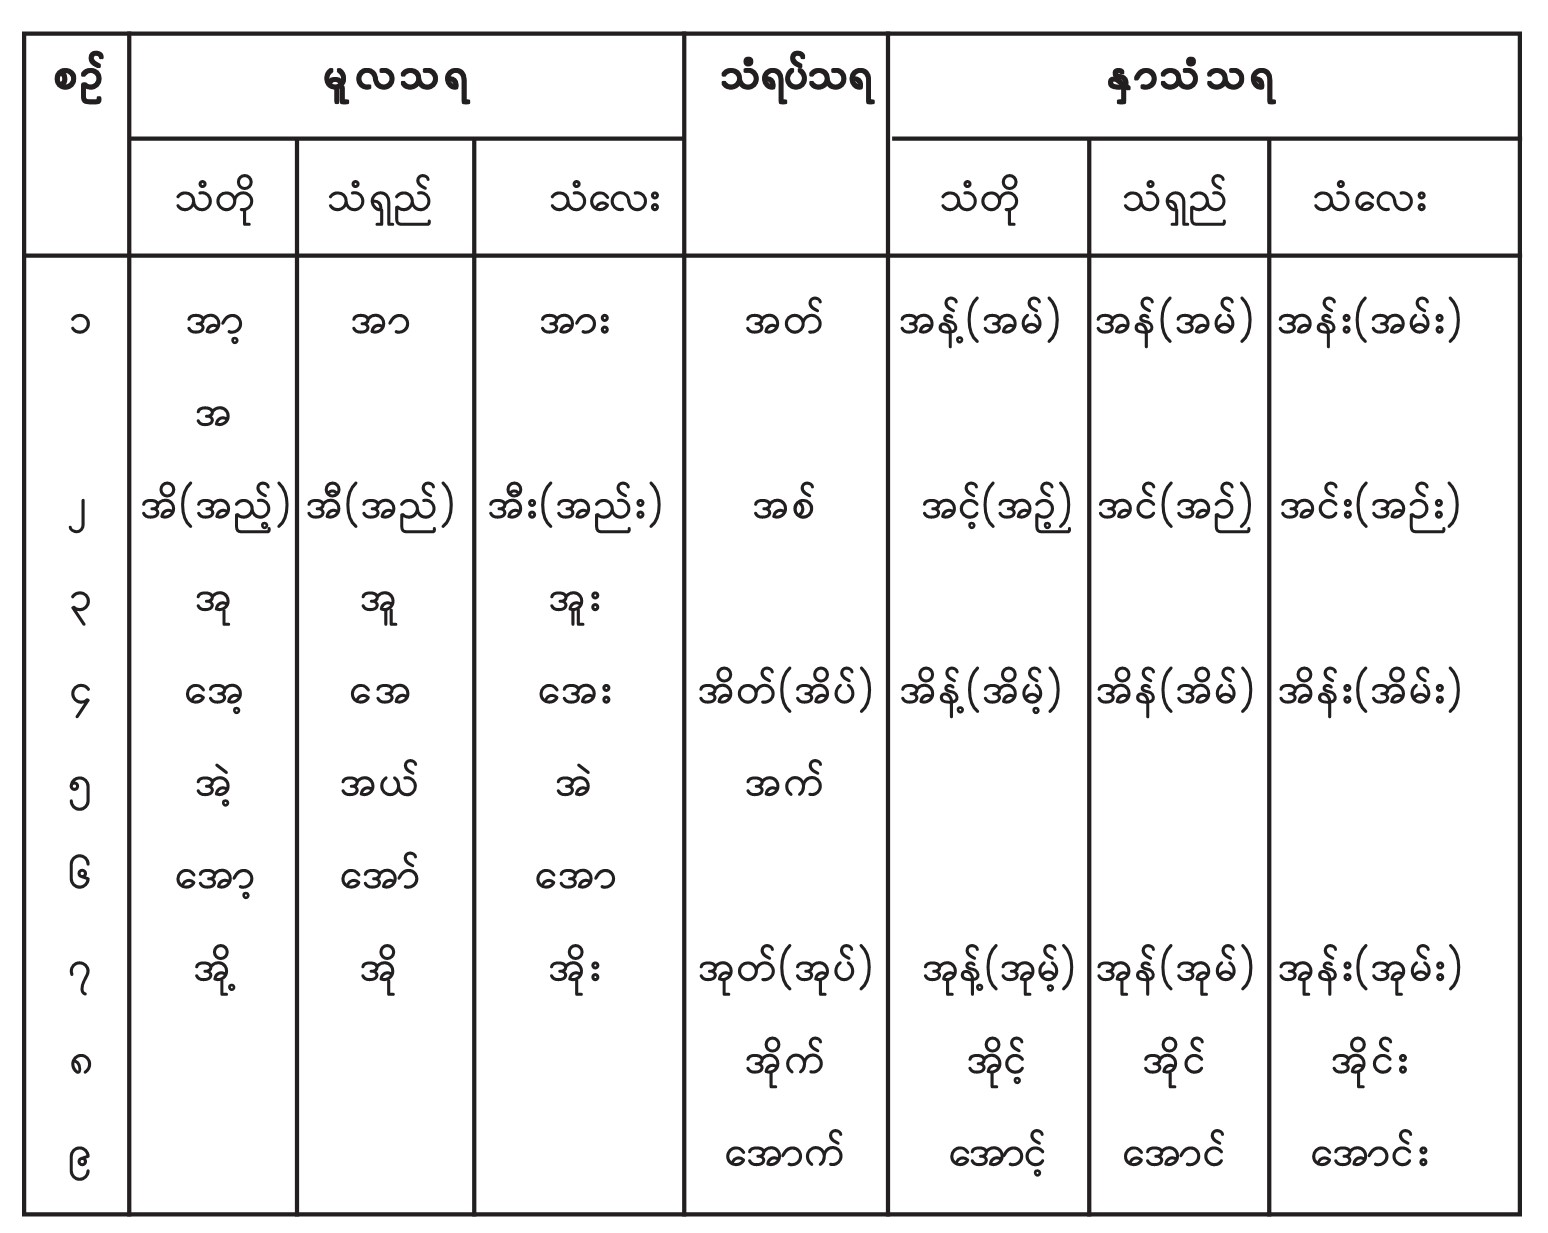 စဉ် မူလသရ သံရပ်သရ နှာသံသရ
သံတို သံရှည် သံလေး သံတို သံရှည် သံလေး
၁ အာ့ အာ အား အတ် အန့်(အမ်) အန်(အမ်) အန်း(အမ်း)
အ
၂ အိ(အည့်) အီ(အည်) အီး(အည်း) အစ် အင့်(အဉ့်) အင်(အဉ်) အင်း(အဉ်း)
၃ အု အူ အူး
၄ အေ့ အေ အေး အိတ်(အိပ်) အိန့်(အိမ့်) အိန်(အိမ်) အိန်း(အိမ်း)
၅ အဲ့ အယ် အဲ အက်
၆ အော့ အော် အော
၇ အို့ အို အိုး အုတ်(အုပ်) အုန့်(အုမ့်) အုန်(အုမ်) အုန်း(အုမ်း)
၈ အိုက် အိုင့် အိုင် အိုင်း
၉ အောက် အောင့် အောင် အောင်း